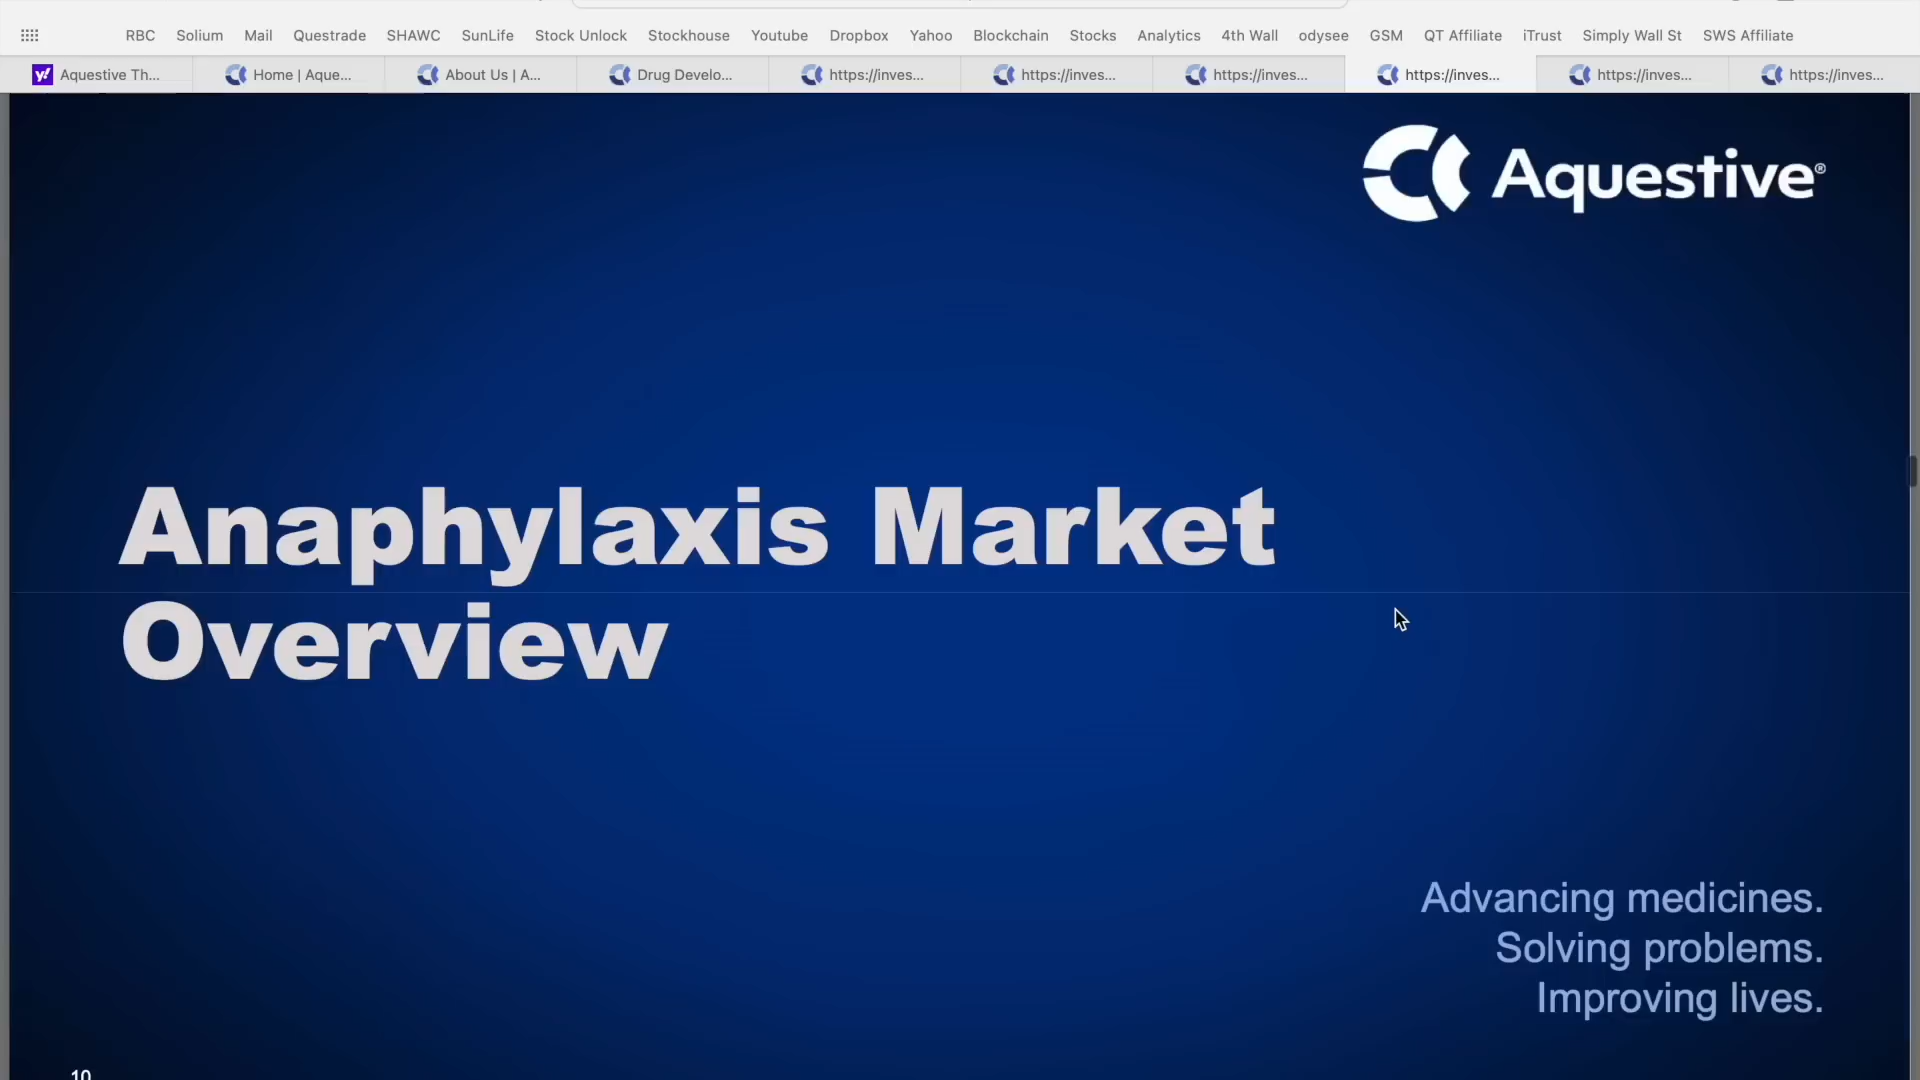 RBC Solium Mail Questrade SHAWC SunLife Stock Unlock Stockhouse Youtube Dropbox Yahoo Blockchain Stocks Analytics 4th Wall odysee GSM QT Affiliate iTrust Simply Wall St SWS Affiliate
y! Aquestive Th... Home | Aque... About Us | A... Drug Develo... https://inves... https://inves... https://inves... https://inves... https://inves... https://inves...
Aquestive®
Anaphylaxis Market
Overview
Advancing medicines.
Solving problems.
Improving lives.
10